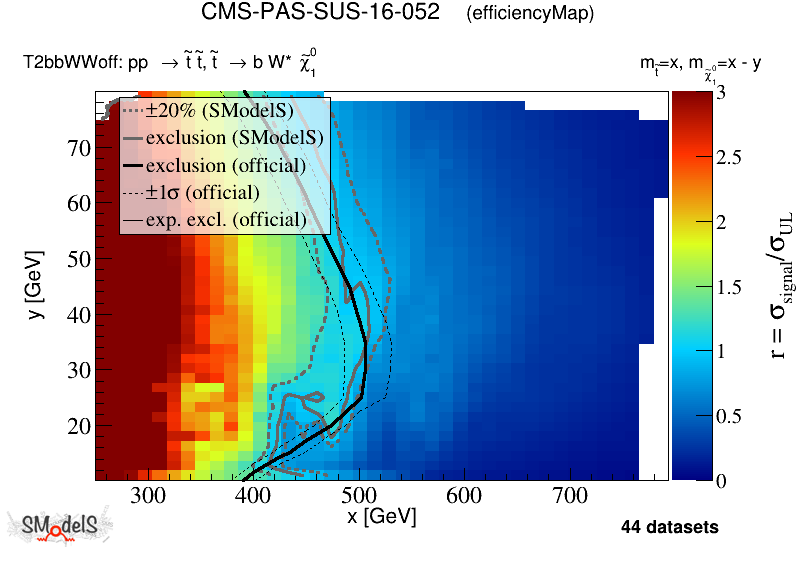 CMS-PAS-SUS-16-052 (efficiencyMap)
T2bbWWoff: pp → t̃ t̃, t̃ → b W* χ̃⁰₁
m_t̃=x, m_χ̃⁰₁=x - y
±20% (SModelS)
exclusion (SModelS)
exclusion (official)
±1σ (official)
exp. excl. (official)
70
60
50
40
30
20
y [GeV]
300 400 500 600 700
x [GeV]
3
2.5
2
1.5
1
0.5
0
r = σ_signal/σ_UL
SModelS
44 datasets